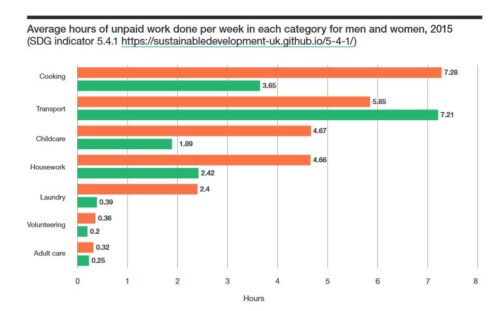 Average hours of unpaid work done per week in each category for men and women, 2015
(SDG indicator 5.4.1 https://sustainabledevelopment-uk.github.io/5-4-1/)
Cooking
7.28
3.65
Transport
5.85
7.21
Childcare
4.67
1.89
Housework
4.66
2.42
Laundry
2.4
0.39
Volunteering
0.36
0.2
Adult care
0.32
0.25
0 1 2 3 4 5 6 7 8
Hours